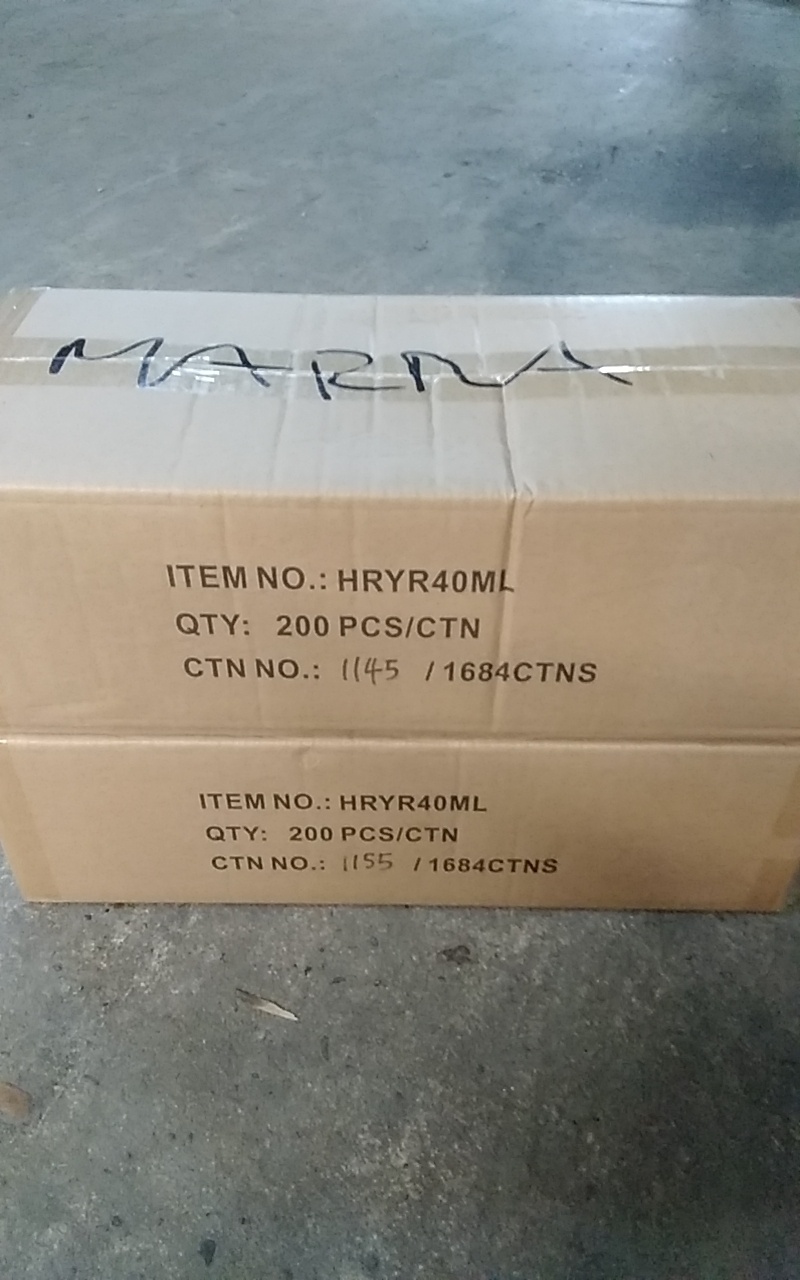 MARRA
ITEM NO.: HRYR40ML
QTY: 200 PCS/CTN
CTN NO.: 1145 / 1684CTNS
ITEM NO.: HRYR40ML
QTY: 200 PCS/CTN
CTN NO.: 1155 / 1684CTNS